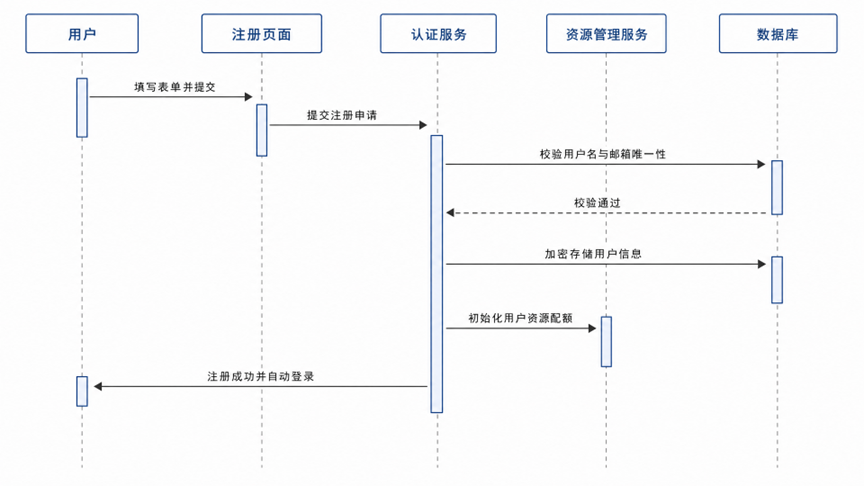 用户
注册页面
认证服务
资源管理服务
数据库
填写表单并提交
提交注册申请
校验用户名与邮箱唯一性
校验通过
加密存储用户信息
初始化用户资源配额
注册成功并自动登录